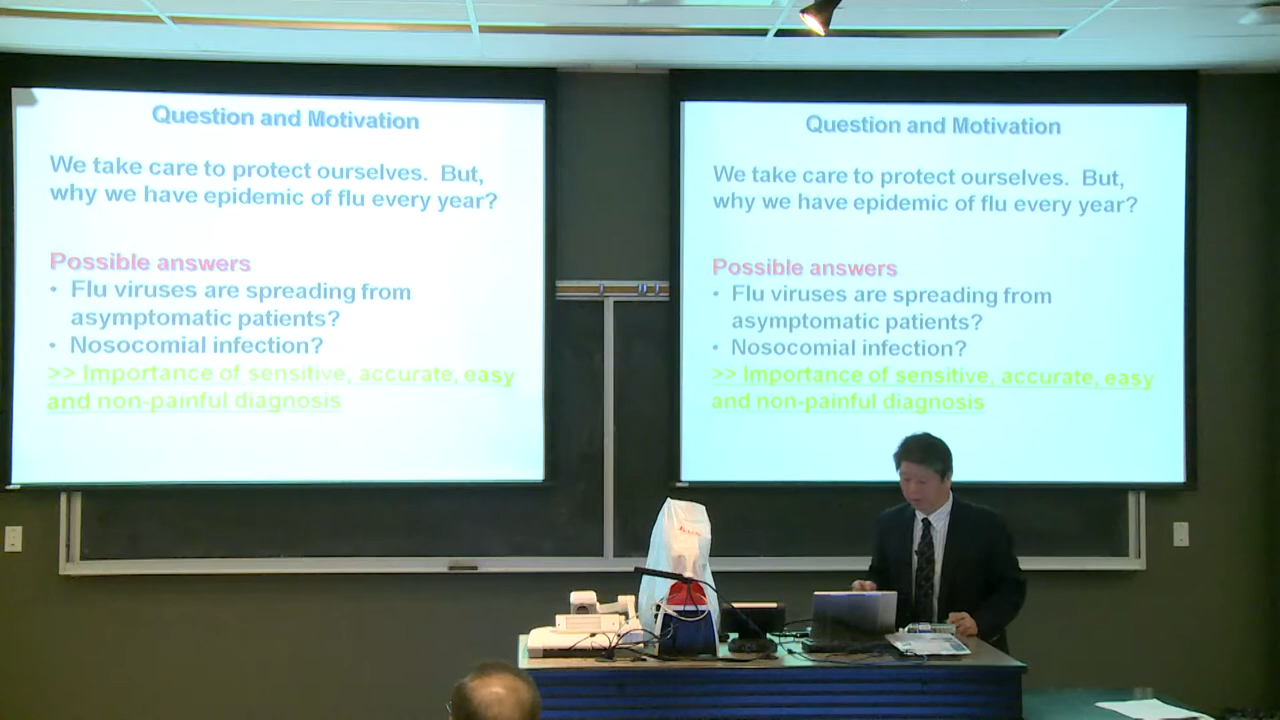 Question and Motivation
We take care to protect ourselves. But,
why we have epidemic of flu every year?
Possible answers
• Flu viruses are spreading from
asymptomatic patients?
• Nosocomial infection?
>> Importance of sensitive, accurate, easy
and non-painful diagnosis
Question and Motivation
We take care to protect ourselves. But,
why we have epidemic of flu every year?
Possible answers
• Flu viruses are spreading from
asymptomatic patients?
• Nosocomial infection?
>> Importance of sensitive, accurate, easy
and non-painful diagnosis